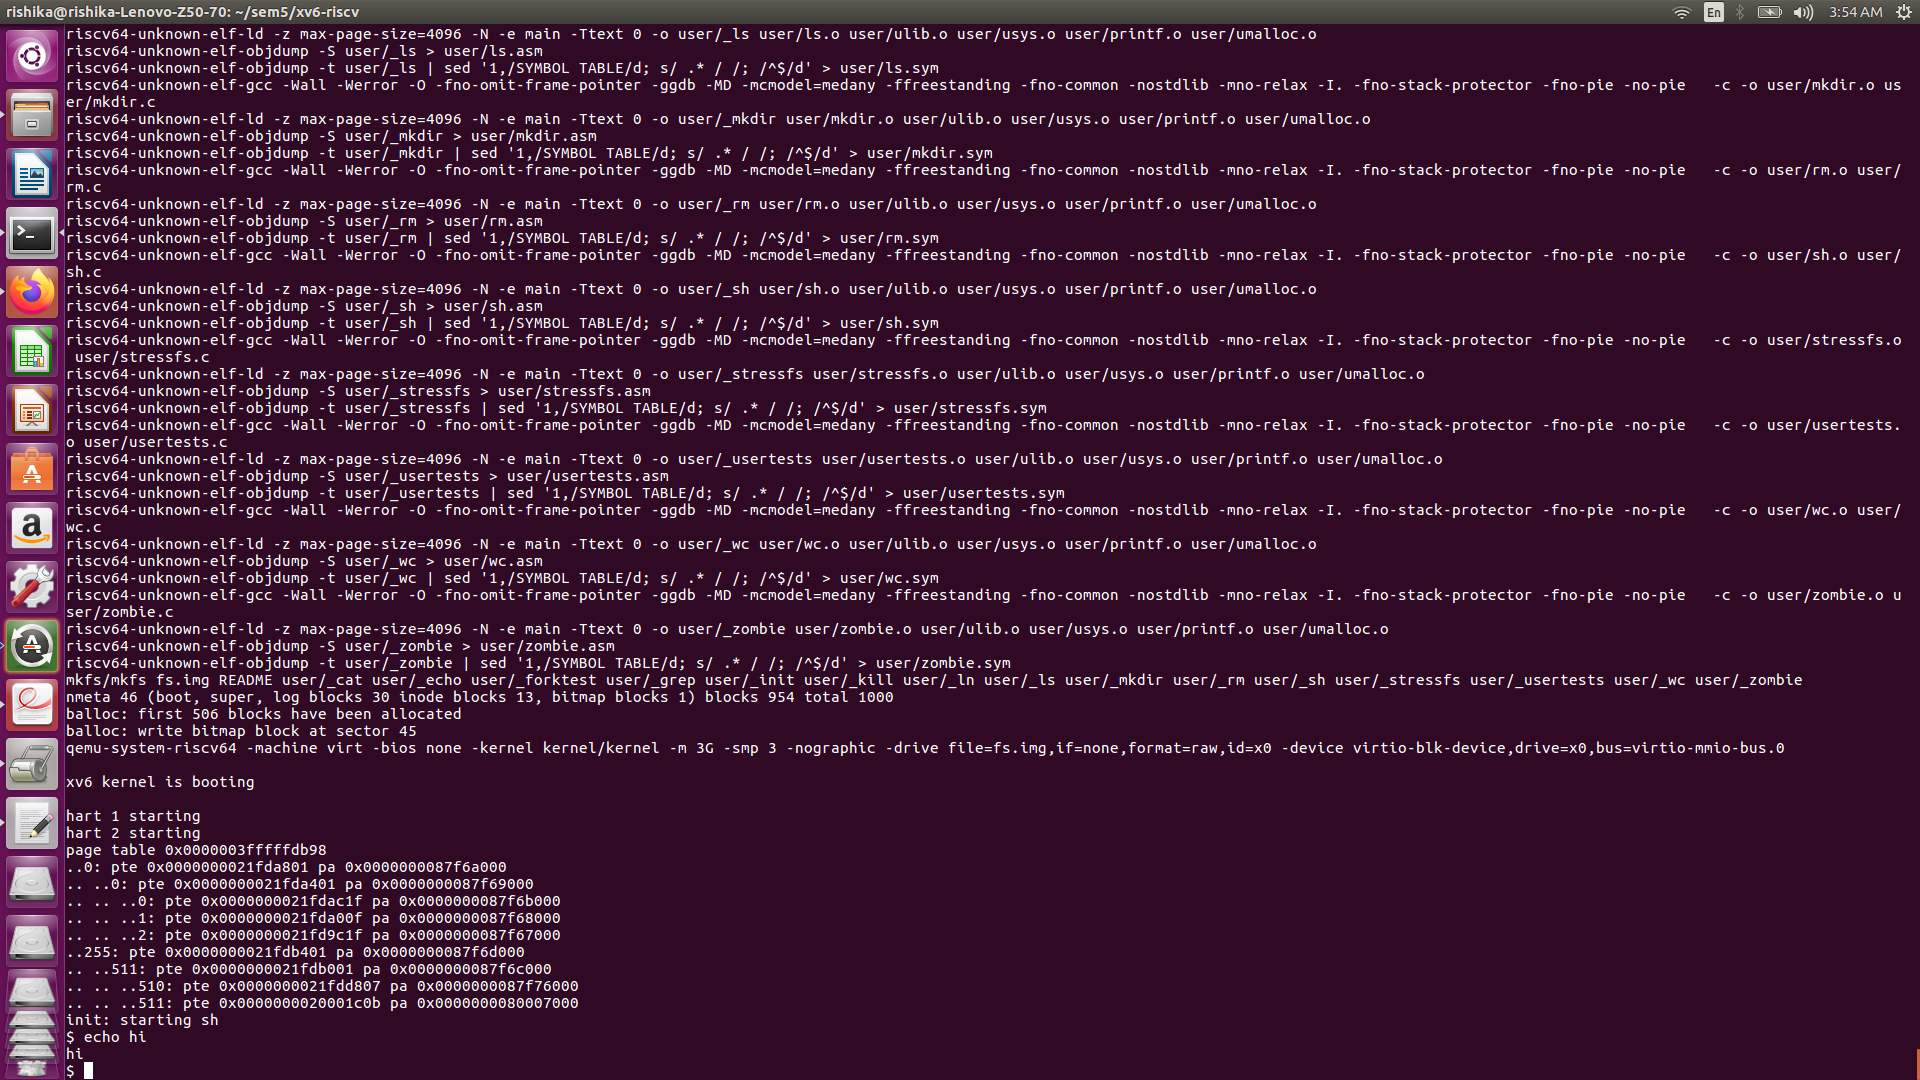 rishika@rishika-Lenovo-Z50-70: ~/sem5/xv6-riscv
En
3:54 AM
riscv64-unknown-elf-ld -z max-page-size=4096 -N -e main -Ttext 0 -o user/_ls user/ls.o user/ulib.o user/usys.o user/printf.o user/umalloc.o
riscv64-unknown-elf-objdump -S user/_ls > user/ls.asm
riscv64-unknown-elf-objdump -t user/_ls | sed '1,/SYMBOL TABLE/d; s/ .* / /; /^$/d' > user/ls.sym
riscv64-unknown-elf-gcc -Wall -Werror -O -fno-omit-frame-pointer -ggdb -MD -mcmodel=medany -ffreestanding -fno-common -nostdlib -mno-relax -I. -fno-stack-protector -fno-pie -no-pie   -c -o user/mkdir.o us
er/mkdir.c
riscv64-unknown-elf-ld -z max-page-size=4096 -N -e main -Ttext 0 -o user/_mkdir user/mkdir.o user/ulib.o user/usys.o user/printf.o user/umalloc.o
riscv64-unknown-elf-objdump -S user/_mkdir > user/mkdir.asm
riscv64-unknown-elf-objdump -t user/_mkdir | sed '1,/SYMBOL TABLE/d; s/ .* / /; /^$/d' > user/mkdir.sym
riscv64-unknown-elf-gcc -Wall -Werror -O -fno-omit-frame-pointer -ggdb -MD -mcmodel=medany -ffreestanding -fno-common -nostdlib -mno-relax -I. -fno-stack-protector -fno-pie -no-pie   -c -o user/rm.o user/
rm.c
riscv64-unknown-elf-ld -z max-page-size=4096 -N -e main -Ttext 0 -o user/_rm user/rm.o user/ulib.o user/usys.o user/printf.o user/umalloc.o
riscv64-unknown-elf-objdump -S user/_rm > user/rm.asm
riscv64-unknown-elf-objdump -t user/_rm | sed '1,/SYMBOL TABLE/d; s/ .* / /; /^$/d' > user/rm.sym
riscv64-unknown-elf-gcc -Wall -Werror -O -fno-omit-frame-pointer -ggdb -MD -mcmodel=medany -ffreestanding -fno-common -nostdlib -mno-relax -I. -fno-stack-protector -fno-pie -no-pie   -c -o user/sh.o user/
sh.c
riscv64-unknown-elf-ld -z max-page-size=4096 -N -e main -Ttext 0 -o user/_sh user/sh.o user/ulib.o user/usys.o user/printf.o user/umalloc.o
riscv64-unknown-elf-objdump -S user/_sh > user/sh.asm
riscv64-unknown-elf-objdump -t user/_sh | sed '1,/SYMBOL TABLE/d; s/ .* / /; /^$/d' > user/sh.sym
riscv64-unknown-elf-gcc -Wall -Werror -O -fno-omit-frame-pointer -ggdb -MD -mcmodel=medany -ffreestanding -fno-common -nostdlib -mno-relax -I. -fno-stack-protector -fno-pie -no-pie   -c -o user/stressfs.o
 user/stressfs.c
riscv64-unknown-elf-ld -z max-page-size=4096 -N -e main -Ttext 0 -o user/_stressfs user/stressfs.o user/ulib.o user/usys.o user/printf.o user/umalloc.o
riscv64-unknown-elf-objdump -S user/_stressfs > user/stressfs.asm
riscv64-unknown-elf-objdump -t user/_stressfs | sed '1,/SYMBOL TABLE/d; s/ .* / /; /^$/d' > user/stressfs.sym
riscv64-unknown-elf-gcc -Wall -Werror -O -fno-omit-frame-pointer -ggdb -MD -mcmodel=medany -ffreestanding -fno-common -nostdlib -mno-relax -I. -fno-stack-protector -fno-pie -no-pie   -c -o user/usertests.
o user/usertests.c
riscv64-unknown-elf-ld -z max-page-size=4096 -N -e main -Ttext 0 -o user/_usertests user/usertests.o user/ulib.o user/usys.o user/printf.o user/umalloc.o
riscv64-unknown-elf-objdump -S user/_usertests > user/usertests.asm
riscv64-unknown-elf-objdump -t user/_usertests | sed '1,/SYMBOL TABLE/d; s/ .* / /; /^$/d' > user/usertests.sym
riscv64-unknown-elf-gcc -Wall -Werror -O -fno-omit-frame-pointer -ggdb -MD -mcmodel=medany -ffreestanding -fno-common -nostdlib -mno-relax -I. -fno-stack-protector -fno-pie -no-pie   -c -o user/wc.o user/
wc.c
riscv64-unknown-elf-ld -z max-page-size=4096 -N -e main -Ttext 0 -o user/_wc user/wc.o user/ulib.o user/usys.o user/printf.o user/umalloc.o
riscv64-unknown-elf-objdump -S user/_wc > user/wc.asm
riscv64-unknown-elf-objdump -t user/_wc | sed '1,/SYMBOL TABLE/d; s/ .* / /; /^$/d' > user/wc.sym
riscv64-unknown-elf-gcc -Wall -Werror -O -fno-omit-frame-pointer -ggdb -MD -mcmodel=medany -ffreestanding -fno-common -nostdlib -mno-relax -I. -fno-stack-protector -fno-pie -no-pie   -c -o user/zombie.o u
ser/zombie.c
riscv64-unknown-elf-ld -z max-page-size=4096 -N -e main -Ttext 0 -o user/_zombie user/zombie.o user/ulib.o user/usys.o user/printf.o user/umalloc.o
riscv64-unknown-elf-objdump -S user/_zombie > user/zombie.asm
riscv64-unknown-elf-objdump -t user/_zombie | sed '1,/SYMBOL TABLE/d; s/ .* / /; /^$/d' > user/zombie.sym
mkfs/mkfs fs.img README user/_cat user/_echo user/_forktest user/_grep user/_init user/_kill user/_ln user/_ls user/_mkdir user/_rm user/_sh user/_stressfs user/_usertests user/_wc user/_zombie
nmeta 46 (boot, super, log blocks 30 inode blocks 13, bitmap blocks 1) blocks 954 total 1000
balloc: first 506 blocks have been allocated
balloc: write bitmap block at sector 45
qemu-system-riscv64 -machine virt -bios none -kernel kernel/kernel -m 3G -smp 3 -nographic -drive file=fs.img,if=none,format=raw,id=x0 -device virtio-blk-device,drive=x0,bus=virtio-mmio-bus.0
xv6 kernel is booting
hart 1 starting
hart 2 starting
page table 0x0000003fffffdb98
..0: pte 0x0000000021fda801 pa 0x0000000087f6a000
.. ..0: pte 0x0000000021fda401 pa 0x0000000087f69000
.. .. ..0: pte 0x0000000021fdac1f pa 0x0000000087f6b000
.. .. ..1: pte 0x0000000021fda00f pa 0x0000000087f68000
.. .. ..2: pte 0x0000000021fd9c1f pa 0x0000000087f67000
..255: pte 0x0000000021fdb401 pa 0x0000000087f6d000
.. ..511: pte 0x0000000021fdb001 pa 0x0000000087f6c000
.. .. ..510: pte 0x0000000021fdd807 pa 0x0000000087f76000
.. .. ..511: pte 0x0000000020001c0b pa 0x0000000080007000
init: starting sh
$ echo hi
hi
$